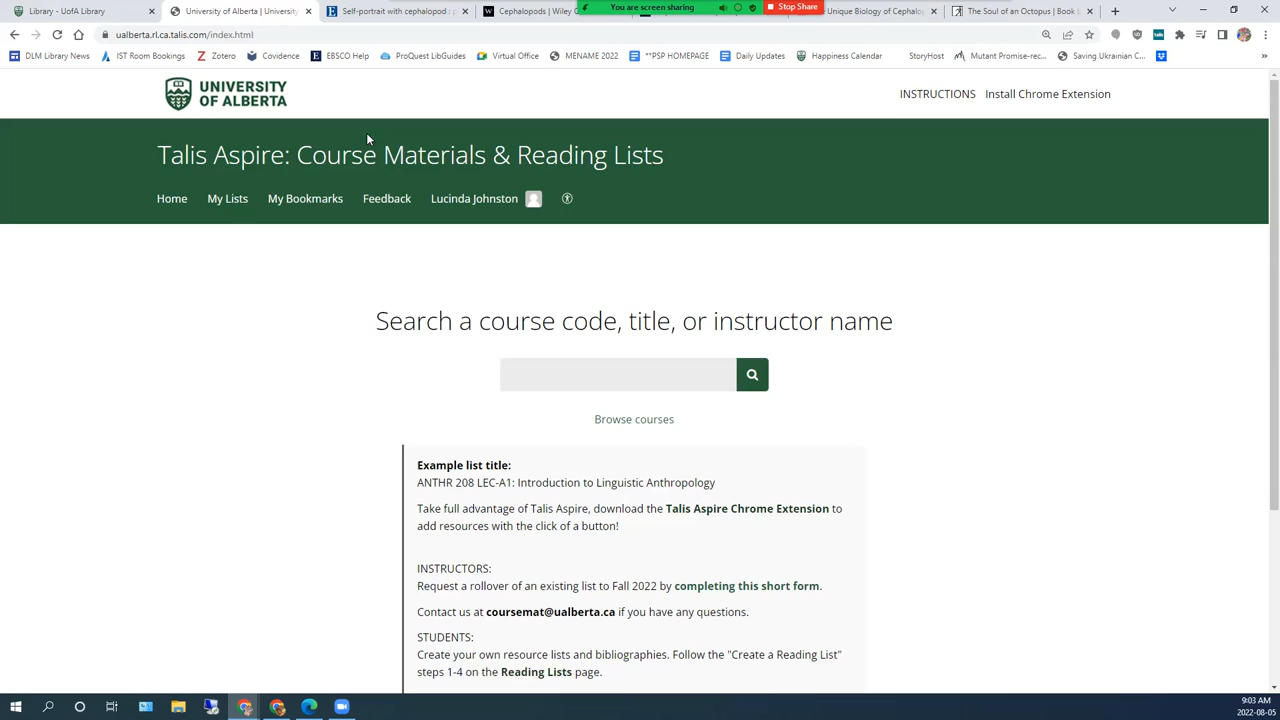 Library - UofA Library
University of Alberta | University
Self-portrait with cephalopod : p
Cephalopods | Wiley O
You are screen sharing
Stop Share
Unique Biology of Cephalo
The Soul of an Octopus | Book
ualberta.rl.ca.talis.com/index.html
DLM Library News
IST Room Bookings
Zotero
Covidence
EBSCO Help
ProQuest LibGuides
Virtual Office
MENAME 2022
**PSP HOMEPAGE
Daily Updates
Happiness Calendar
StoryHost
Mutant Promise-rec...
Saving Ukrainian C...
UNIVERSITY
OF ALBERTA
INSTRUCTIONS
Install Chrome Extension
Talis Aspire: Course Materials & Reading Lists
Home
My Lists
My Bookmarks
Feedback
Lucinda Johnston
Search a course code, title, or instructor name
Browse courses
Example list title:
ANTHR 208 LEC-A1: Introduction to Linguistic Anthropology
Take full advantage of Talis Aspire, download the Talis Aspire Chrome Extension to
add resources with the click of a button!
INSTRUCTORS:
Request a rollover of an existing list to Fall 2022 by completing this short form.
Contact us at coursemat@ualberta.ca if you have any questions.
STUDENTS:
Create your own resource lists and bibliographies. Follow the "Create a Reading List"
steps 1-4 on the Reading Lists page.
9:03 AM
2022-08-05